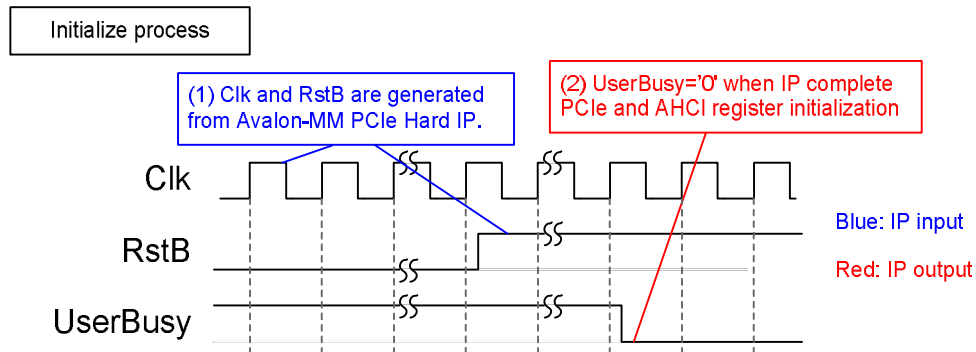 Initialize process
(1) Clk and RstB are generated
from Avalon-MM PCIe Hard IP.
(2) UserBusy='0' when IP complete
PCIe and AHCI register initialization
Clk
RstB
Blue: IP input
Red: IP output
UserBusy